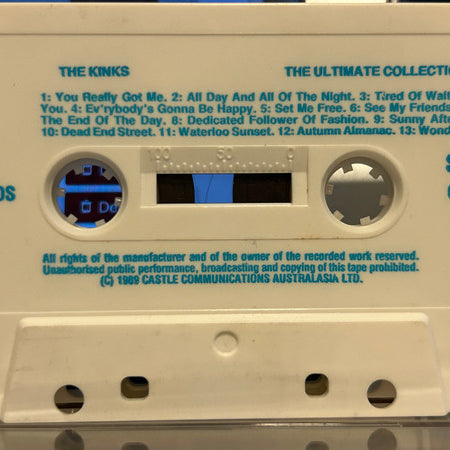 THE KINKS THE ULTIMATE COLLECTIO
1: You Really Got Me. 2: All Day And All Of The Night. 3: Tired Of Wait
You. 4: Ev'rybody's Gonna Be Happy. 5: Set Me Free. 6: See My Friends
The End Of The Day. 8: Dedicated Follower Of Fashion. 9: Sunny Afte
10: Dead End Street. 11: Waterloo Sunset. 12: Autumn Almanac. 13: Wond
100 50 0
DS
De
All rights of the manufacturer and of the owner of the recorded work reserved.
Unauthorised public performance, broadcasting and copying of this tape prohibited.
(C) 1989 CASTLE COMMUNICATIONS AUSTRALASIA LTD.